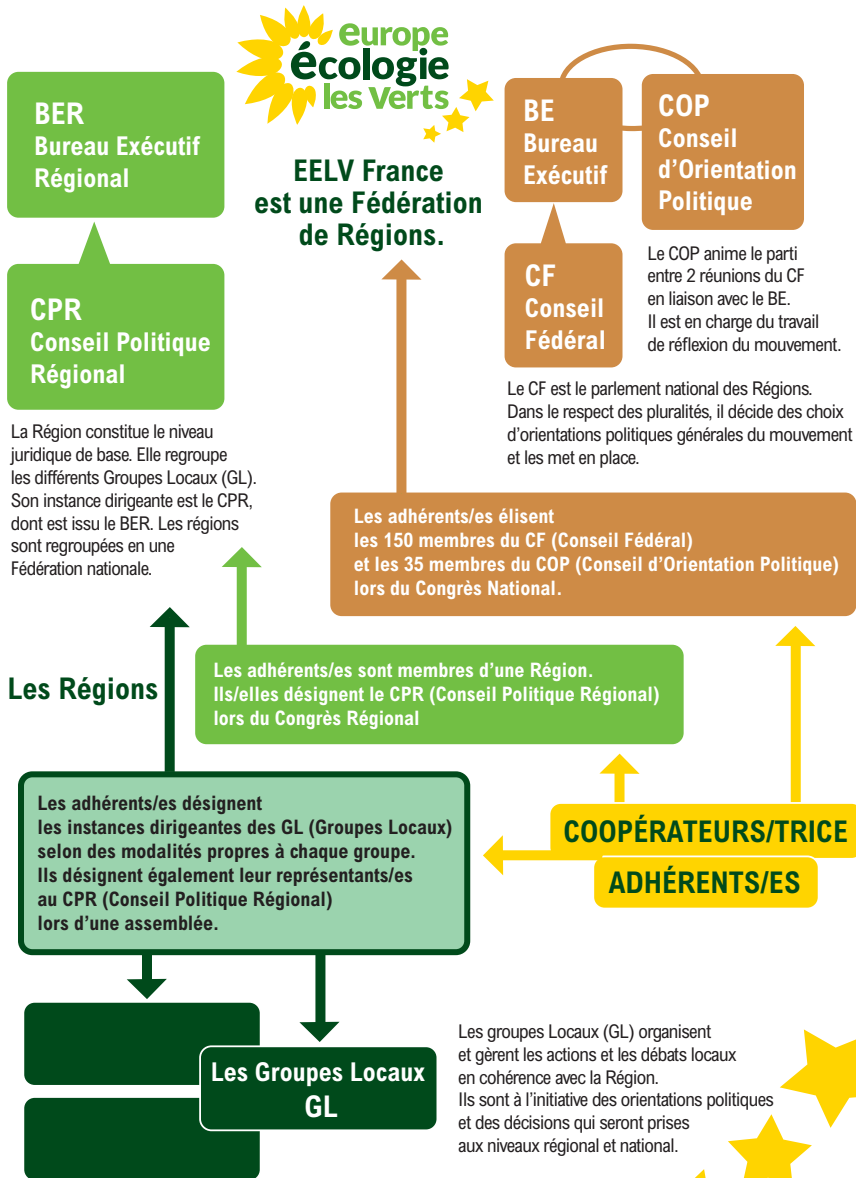 europe
écologie
les verts
BER
Bureau Exécutif
Régional
CPR
Conseil Politique
Régional
La Région constitue le niveau
juridique de base. Elle regroupe
les différents Groupes Locaux (GL).
Son instance dirigeante est le CPR,
dont est issu le BER. Les régions
sont regroupées en une
Fédération nationale.
EELV France
est une Fédération
de Régions.
BE
Bureau
Exécutif
COP
Conseil
d’Orientation
Politique
CF
Conseil
Fédéral
Le COP anime le parti
entre 2 réunions du CF
en liaison avec le BE.
Il est en charge du travail
de réflexion du mouvement.
Le CF est le parlement national des Régions.
Dans le respect des pluralités, il décide des choix
d’orientations politiques générales du mouvement
et les met en place.
Les adhérents/es élisent
les 150 membres du CF (Conseil Fédéral)
et les 35 membres du COP (Conseil d’Orientation Politique)
lors du Congrès National.
Les Régions
Les adhérents/es sont membres d’une Région.
Ils/elles désignent le CPR (Conseil Politique Régional)
lors du Congrès Régional
Les adhérents/es désignent
les instances dirigeantes des GL (Groupes Locaux)
selon des modalités propres à chaque groupe.
Ils désignent également leur représentants/es
au CPR (Conseil Politique Régional)
lors d’une assemblée.
COOPÉRATEURS/TRICE
ADHÉRENTS/ES
Les Groupes Locaux
GL
Les groupes Locaux (GL) organisent
et gèrent les actions et les débats locaux
en cohérence avec la Région.
Ils sont à l’initiative des orientations politiques
et des décisions qui seront prises
aux niveaux régional et national.